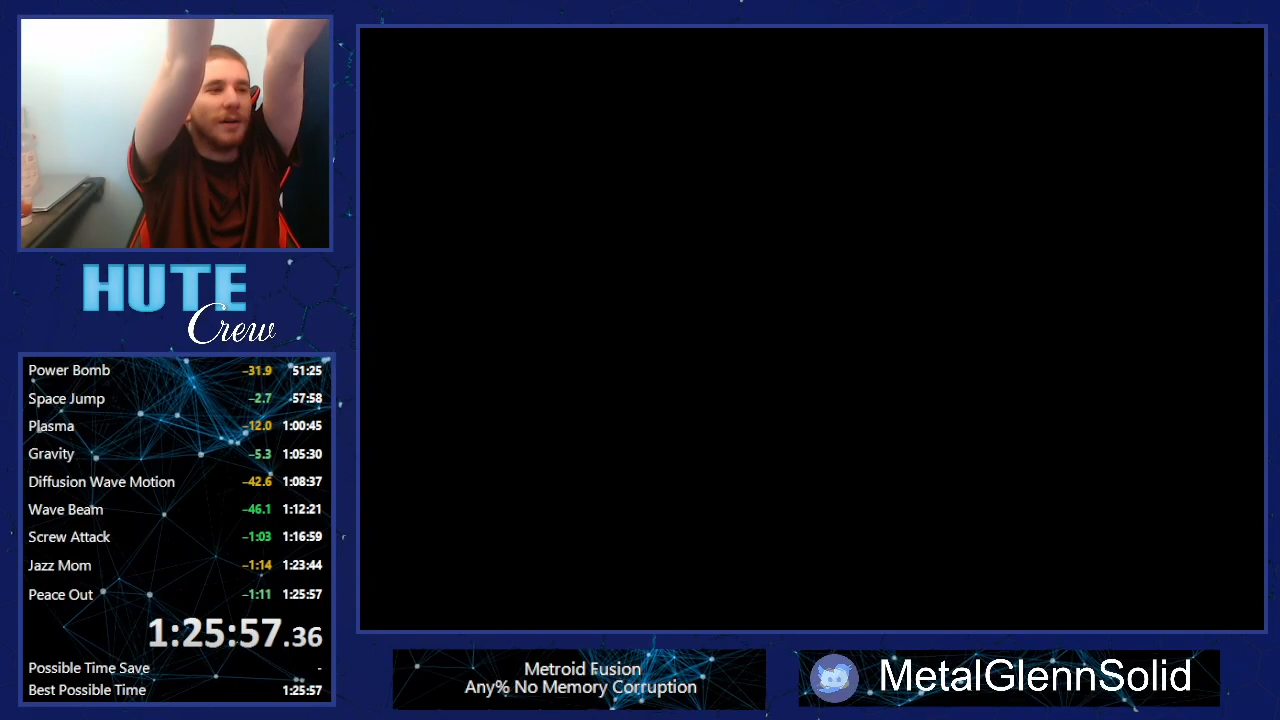 HUTE
Crew
Power Bomb -31.9 51:25
Space Jump -2.7 57:58
Plasma -12.0 1:00:45
Gravity -5.3 1:05:30
Diffusion Wave Motion -42.6 1:08:37
Wave Beam -46.1 1:12:21
Screw Attack -1:03 1:16:59
Jazz Mom -1:14 1:23:44
Peace Out -1:11 1:25:57
1:25:57.36
Possible Time Save -
Best Possible Time 1:25:57
Metroid Fusion
Any% No Memory Corruption
MetalGlennSolid